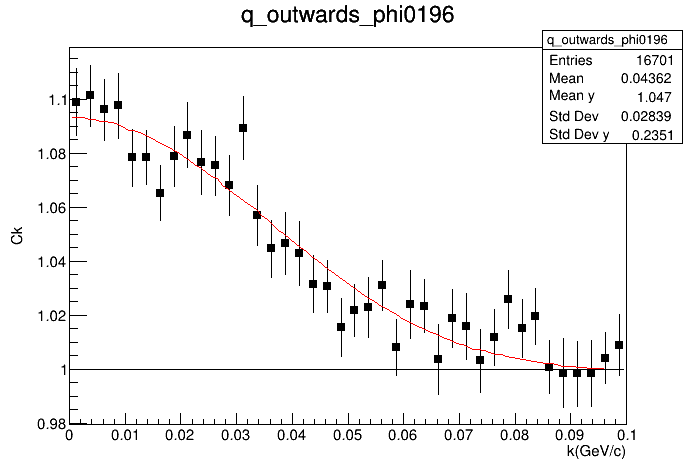 q_outwards_phi0196
q_outwards_phi0196
Entries 16701
Mean 0.04362
Mean y 1.047
Std Dev 0.02839
Std Dev y 0.2351
Ck
1.1
1.08
1.06
1.04
1.02
1
0.98
0 0.01 0.02 0.03 0.04 0.05 0.06 0.07 0.08 0.09 0.1
k(GeV/c)